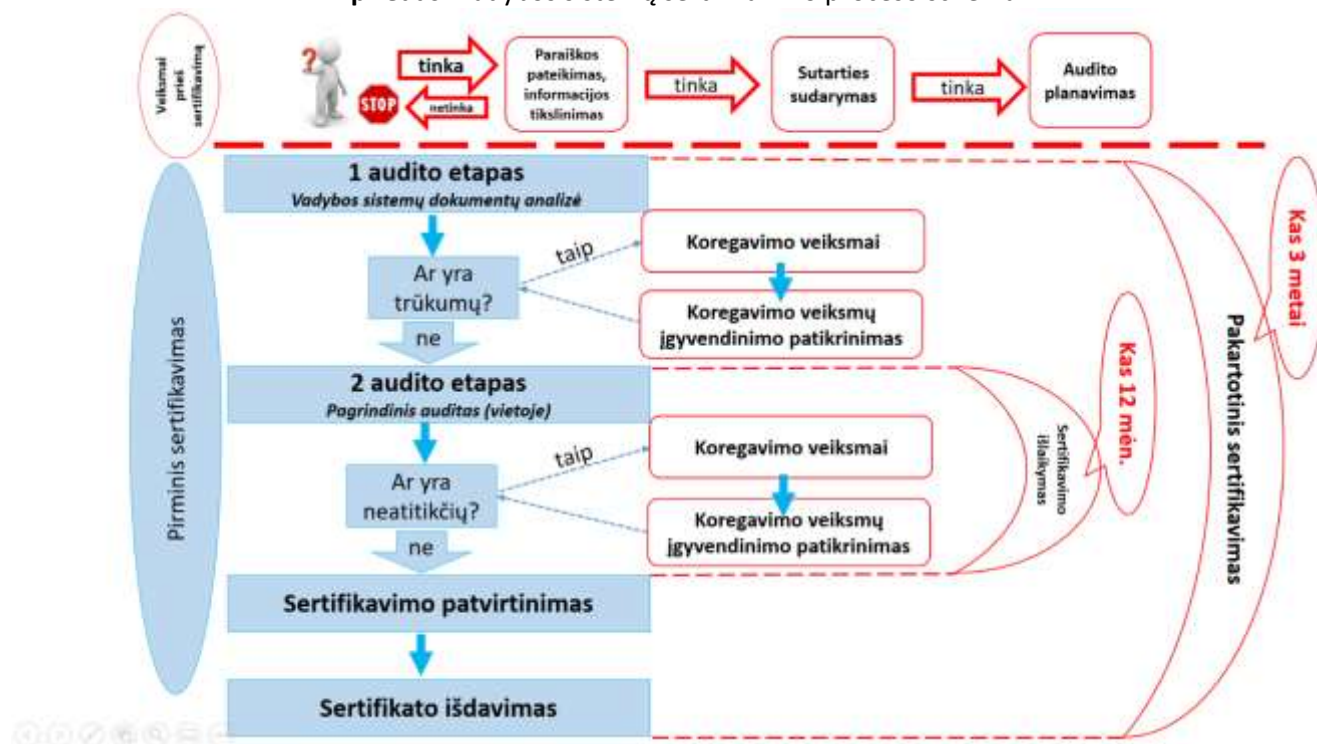 Veiksmai
prieš
sertifikavimą
?
STOP
tinka
netinka
Paraiškos
pateikimas,
informacijos
tikslinimas
tinka
Sutarties
sudarymas
tinka
Audito
planavimas
Pirminis sertifikavimas
1 audito etapas
Vadybos sistemų dokumentų analizė
Ar yra
trūkumų?
taip
Koregavimo veiksmai
Koregavimo veiksmų
įgyvendinimo patikrinimas
ne
2 audito etapas
Pagrindinis auditas (vietoje)
Ar yra
neatitikčių?
taip
Koregavimo veiksmai
Koregavimo veiksmų
įgyvendinimo patikrinimas
ne
Sertifikavimo patvirtinimas
Sertifikato išdavimas
Sertifikavimo
išlaikymas
Kas 12 mėn.
Pakartotinis sertifikavimas
Kas 3 metai